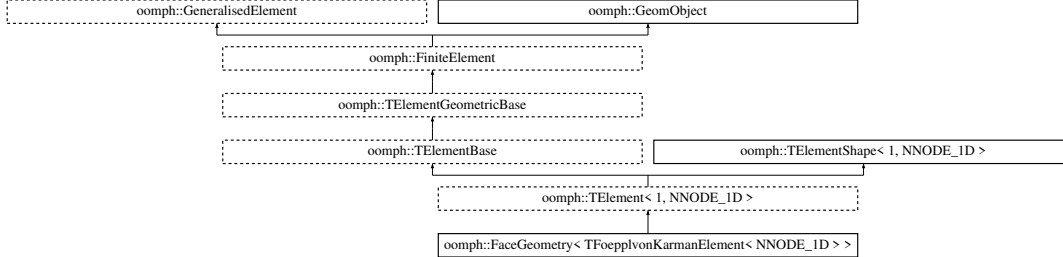 oomph::GeneralisedElement
oomph::GeomObject
oomph::FiniteElement
oomph::TElementGeometricBase
oomph::TElementBase
oomph::TElementShape< 1, NNODE_1D >
oomph::TElement< 1, NNODE_1D >
oomph::FaceGeometry< TFoepplvonKarmanElement< NNODE_1D > >